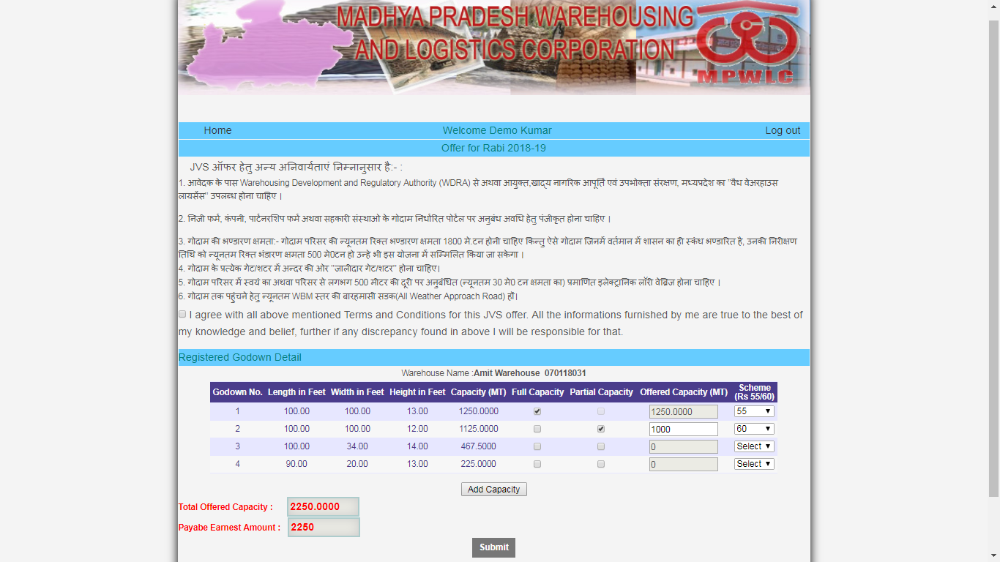 MADHYA PRADESH WAREHOUSING
AND LOGISTICS CORPORATION
MPWLC
Home Welcome Demo Kumar Log out
Offer for Rabi 2018-19
JVS ऑफर हेतु अन्य अनिवार्यताएं निम्नानुसार है:- :
1. आवेदक के पास Warehousing Development and Regulatory Authority (WDRA) से अथवा आयुक्त,खाद्य नागरिक आपूर्ति एवं उपभोक्ता संरक्षण, मध्यप्रदेश का "वैध वेअरहाउस
लायसेंस" उपलब्ध होना चाहिए ।
2. निजी फर्म, कंपनी, पार्टनरशिप फर्म अथवा सहकारी संस्थाओ के गोदाम निर्धारित पोर्टल पर अनुबंध अवधि हेतु पंजीकृत होना चाहिए ।
3. गोदाम की भण्डारण क्षमता:- गोदाम परिसर की न्यूनतम रिक्त भण्डारण क्षमता 1800 मे.टन होनी चाहिए किन्तु ऐसे गोदाम जिनमें वर्तमान में शासन का ही स्कंध भण्डारित है, उनकी निरीक्षण
तिथि को न्यूनतम रिक्त भंडारण क्षमता 500 मे0टन हो उन्हे भी इस योजना में सम्मिलित किया जा सकेगा ।
4. गोदाम के प्रत्येक गेट/शटर में अन्दर की ओर "जालीदार गेट/शटर" होना चाहिए।
5. गोदाम परिसर में स्वयं का अथवा परिसर से लगभग 500 मीटर की दूरी पर अनुबंधित (न्यूनतम 30 मे0 टन क्षमता का) प्रमाणित इलेक्ट्रानिक लॉरी वेब्रिज होना चाहिए ।
6. गोदाम तक पहुंचने हेतु न्यूनतम WBM स्तर की बारहमासी सडक(All Weather Approach Road) हों।
I agree with all above mentioned Terms and Conditions for this JVS offer. All the informations furnished by me are true to the best of
my knowledge and belief, further if any discrepancy found in above I will be responsible for that.
Registered Godown Detail
Warehouse Name :Amit Warehouse 070118031
Godown No. Length in Feet Width in Feet Height in Feet Capacity (MT) Full Capacity Partial Capacity Offered Capacity (MT) Scheme (Rs 55/60)
1 100.00 100.00 13.00 1250.0000 1250.0000 55
2 100.00 100.00 12.00 1125.0000 1000 60
3 100.00 34.00 14.00 467.5000 0 Select
4 90.00 20.00 13.00 225.0000 0 Select
Add Capacity
Total Offered Capacity : 2250.0000
Payabe Earnest Amount : 2250
Submit